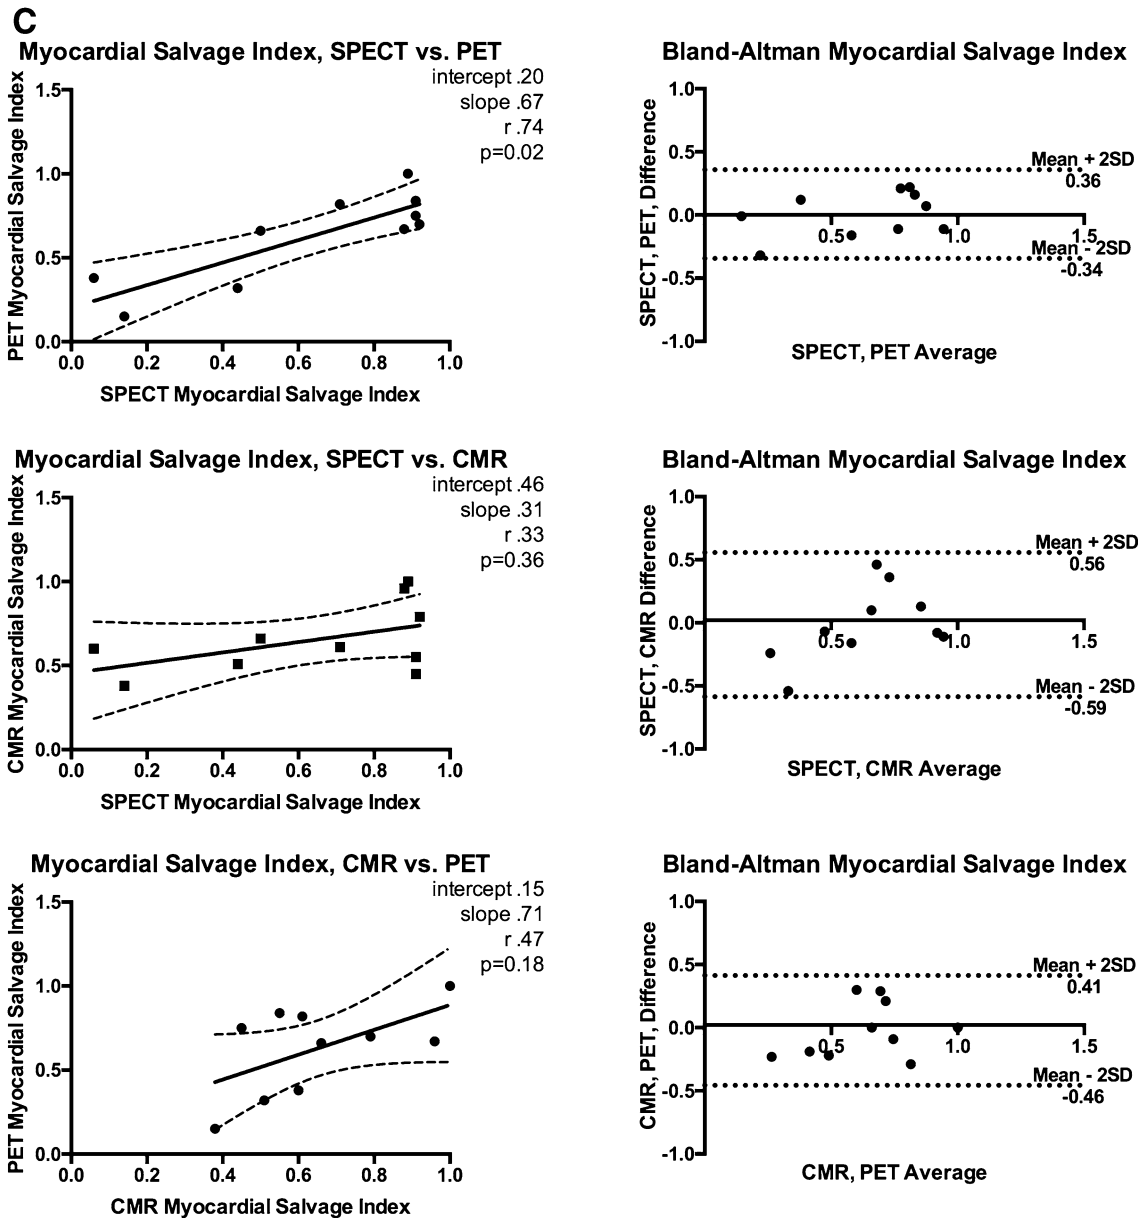 C
Myocardial Salvage Index, SPECT vs. PET
intercept .20
slope .67
r .74
p=0.02
PET Myocardial Salvage Index
1.5
1.0
0.5
0.0
0.0 0.2 0.4 0.6 0.8 1.0
SPECT Myocardial Salvage Index
Bland-Altman Myocardial Salvage Index
SPECT, PET, Difference
1.0
0.5
0.0
-0.5
-1.0
Mean + 2SD
0.36
0.5 1.0 1.5
Mean - 2SD
-0.34
SPECT, PET Average
Myocardial Salvage Index, SPECT vs. CMR
intercept .46
slope .31
r .33
p=0.36
CMR Myocardial Salvage Index
1.5
1.0
0.5
0.0
0.0 0.2 0.4 0.6 0.8 1.0
SPECT Myocardial Salvage Index
Bland-Altman Myocardial Salvage Index
SPECT, CMR Difference
1.0
0.5
0.0
-0.5
-1.0
Mean + 2SD
0.56
0.5 1.0 1.5
Mean - 2SD
-0.59
SPECT, CMR Average
Myocardial Salvage Index, CMR vs. PET
intercept .15
slope .71
r .47
p=0.18
PET Myocardial Salvage Index
1.5
1.0
0.5
0.0
0.0 0.2 0.4 0.6 0.8 1.0
CMR Myocardial Salvage Index
Bland-Altman Myocardial Salvage Index
CMR, PET, Difference
1.0
0.5
0.0
-0.5
-1.0
Mean + 2SD
0.41
0.5 1.0 1.5
Mean - 2SD
-0.46
CMR, PET Average